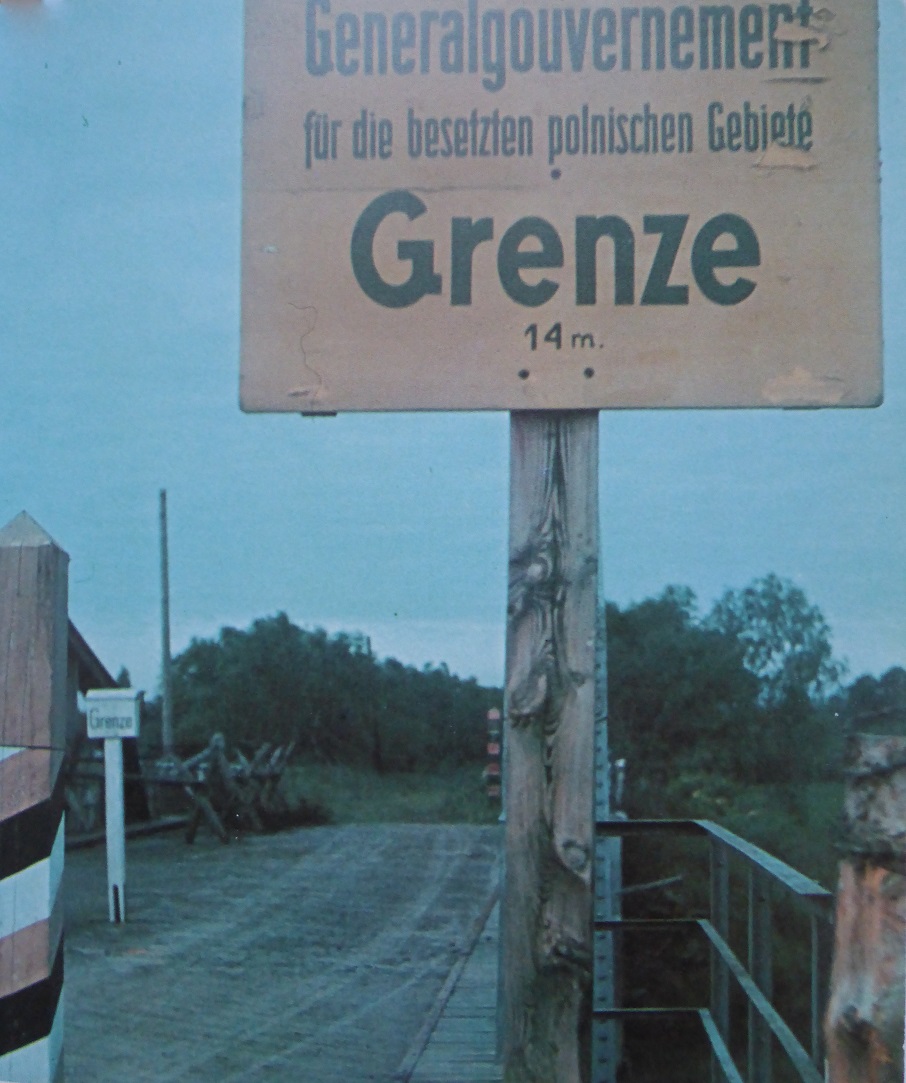 Generalgouvernement
für die besetzten polnischen Gebiete
Grenze
14 m.
Grenze